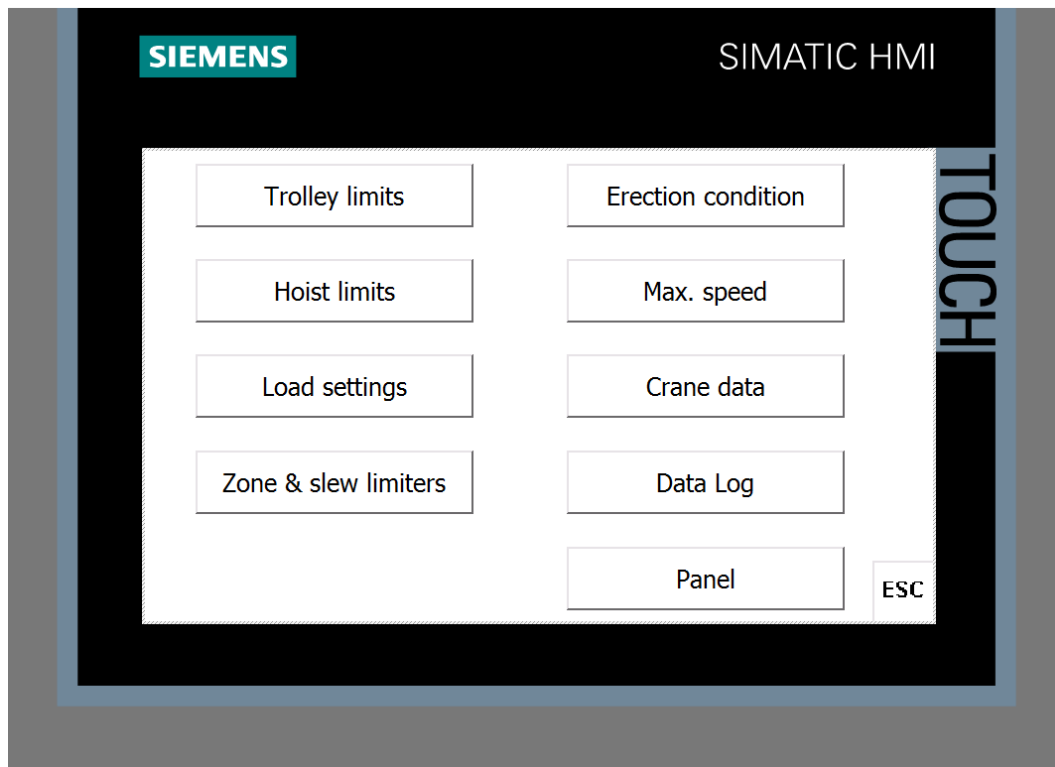 SIEMENS
SIMATIC HMI
TOUCH
Trolley limits
Erection condition
Hoist limits
Max. speed
Load settings
Crane data
Zone & slew limiters
Data Log
Panel
ESC